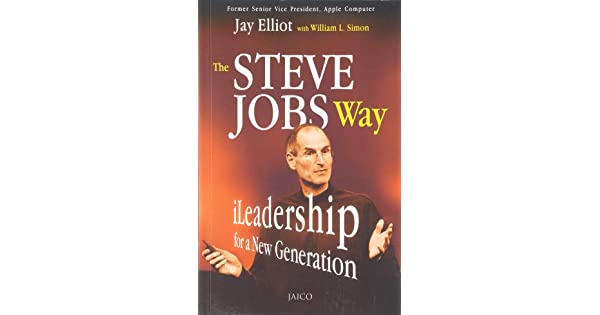 Former Senior Vice President, Apple Computer
Jay Elliot with William L. Simon
The STEVE
JOBS Way
iLeadership
for a New Generation
JAICO